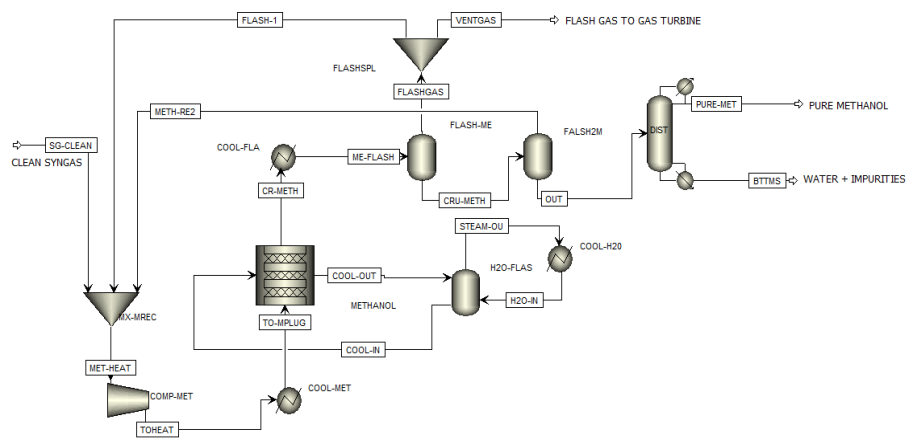 FLASH-1
VENTGAS
FLASH GAS TO GAS TURBINE
FLASHSPL
FLASHGAS
METH-RE2
PURE-MET
PURE METHANOL
FLASH-ME
FALSH2M
DIST
SG-CLEAN
CLEAN SYNGAS
COOL-FLA
ME-FLASH
CR-METH
CRU-METH
OUT
BTTMS
WATER + IMPURITIES
STEAM-OU
COOL-H20
H2O-FLAS
COOL-OUT
H2O-IN
METHANOL
MX-MREC
TO-MPLUG
COOL-IN
MET-HEAT
COMP-MET
COOL-MET
TOHEAT